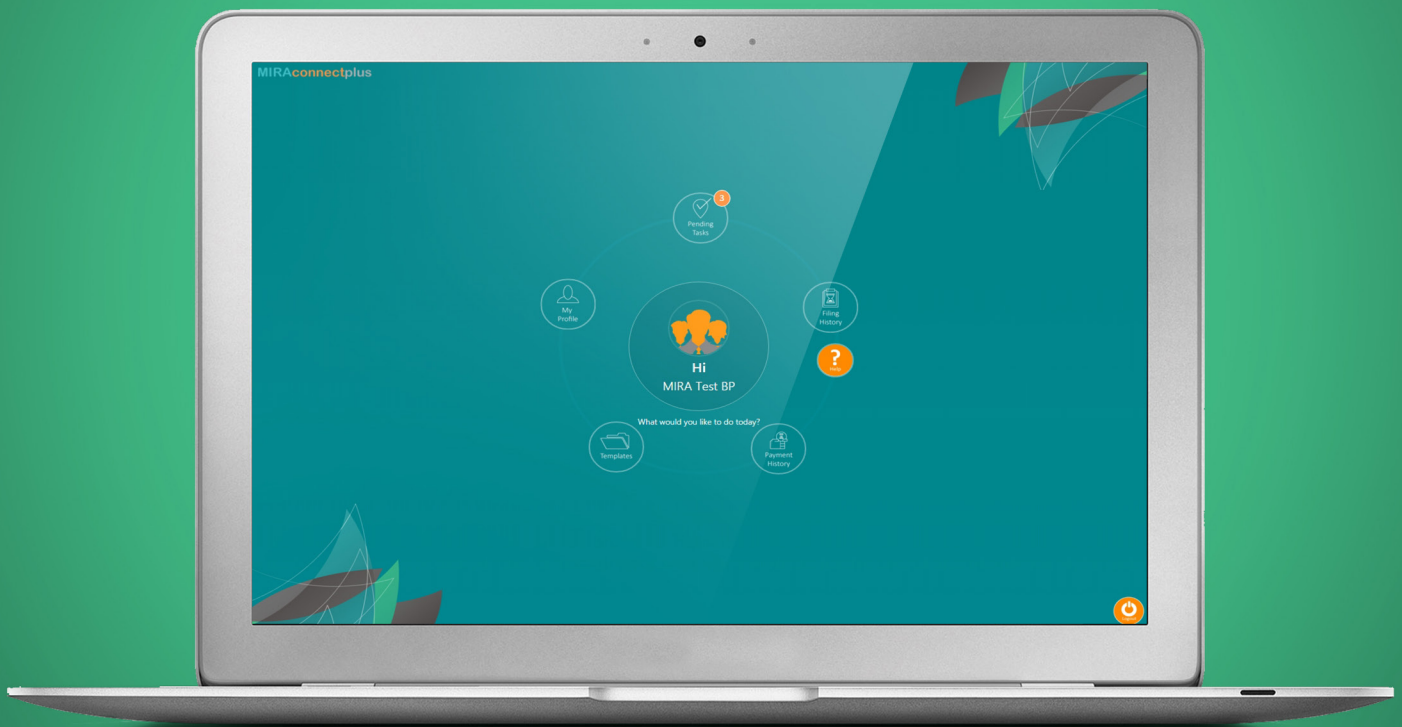 MIRAconnectplus
3
Pending
Tasks
My
Profile
Filing
History
?
Help
Hi
MIRA Test BP
What would you like to do today?
Templates
Payment
History